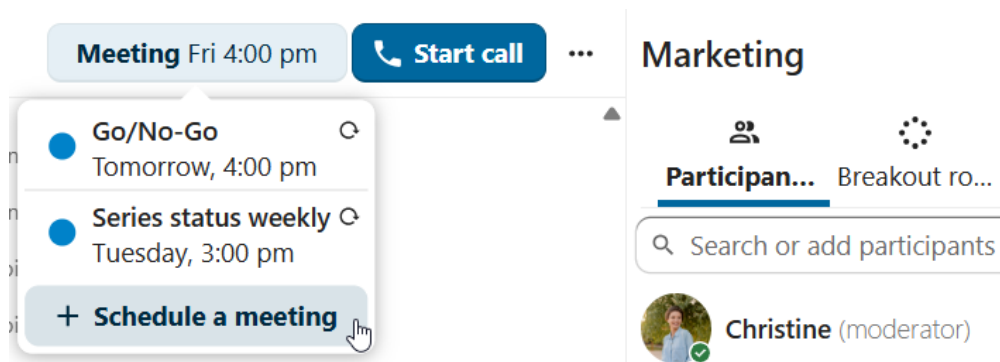 Meeting Fri 4:00 pm
Start call
Marketing
Go/No-Go
Tomorrow, 4:00 pm
Series status weekly
Tuesday, 3:00 pm
+ Schedule a meeting
Participan...
Breakout ro...
Search or add participants
Christine (moderator)